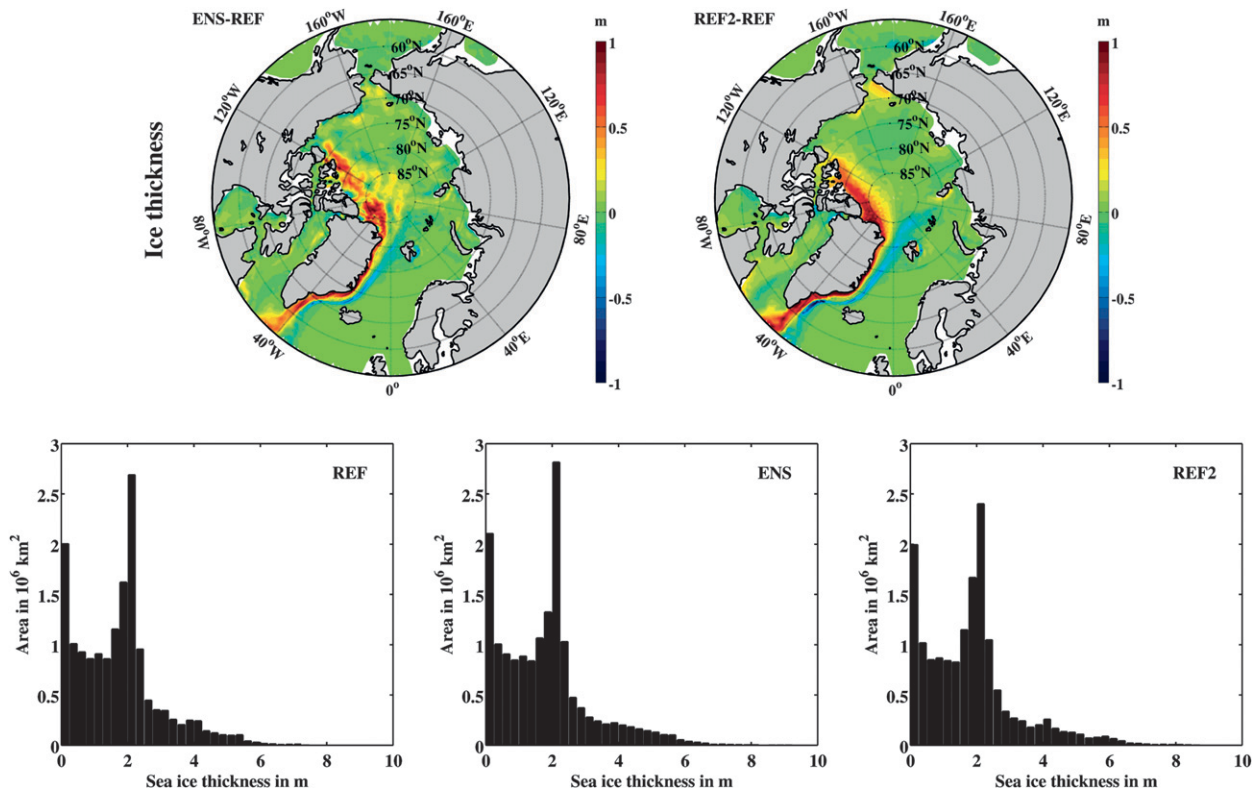 ENS-REF
160°W
160°E
m
60°N
65°N
70°N
75°N
80°N
85°N
120°W
120°E
80°W
80°E
40°W
40°E
0°
1
0.5
0
-0.5
-1
Ice thickness
REF2-REF
160°W
160°E
m
60°N
65°N
70°N
75°N
80°N
85°N
120°W
120°E
80°W
80°E
40°W
40°E
0°
1
0.5
0
-0.5
-1
REF
3
2.5
2
1.5
1
0.5
0
Area in 10⁶ km²
0 2 4 6 8 10
Sea ice thickness in m
ENS
3
2.5
2
1.5
1
0.5
0
Area in 10⁶ km²
0 2 4 6 8 10
Sea ice thickness in m
REF2
3
2.5
2
1.5
1
0.5
0
Area in 10⁶ km²
0 2 4 6 8 10
Sea ice thickness in m